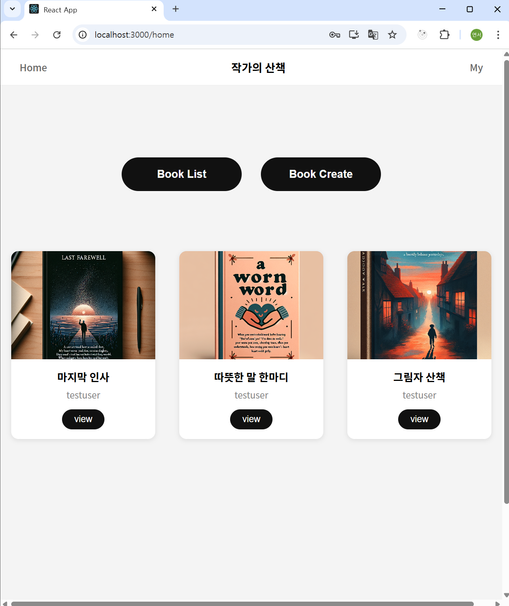 React App
localhost:3000/home
Home
작가의 산책
My
Book List
Book Create
LAST FAREWELL
a
worn
word
마지막 인사
따뜻한 말 한마디
그림자 산책
testuser
testuser
testuser
view
view
view